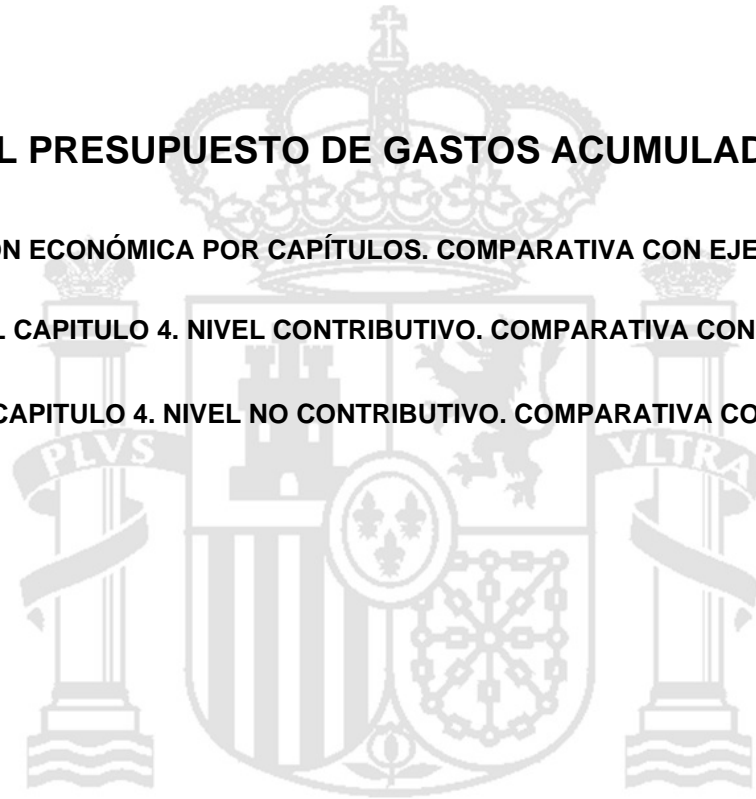 L PRESUPUESTO DE GASTOS ACUMULAD
ÓN ECONÓMICA POR CAPÍTULOS. COMPARATIVA CON EJE
L CAPITULO 4. NIVEL CONTRIBUTIVO. COMPARATIVA CON
CAPITULO 4. NIVEL NO CONTRIBUTIVO. COMPARATIVA CO
PLVS VLTRA